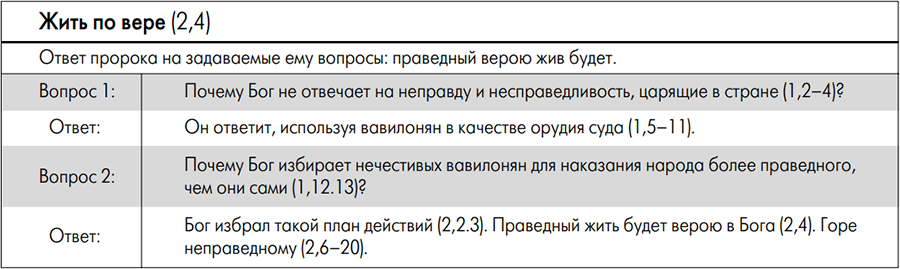 Жить по вере (2,4)
Ответ пророка на задаваемые ему вопросы: праведный верою жив будет.
Вопрос 1: Почему Бог не отвечает на неправду и несправедливость, царящие в стране (1,2–4)?
Ответ: Он ответит, используя вавилонян в качестве орудия суда (1,5–11).
Вопрос 2: Почему Бог избирает нечестивых вавилонян для наказания народа более праведного,
чем они сами (1,12.13)?
Ответ: Бог избрал такой план действий (2,2.3). Праведный жить будет верою в Бога (2,4). Горе
неправедному (2,6–20).